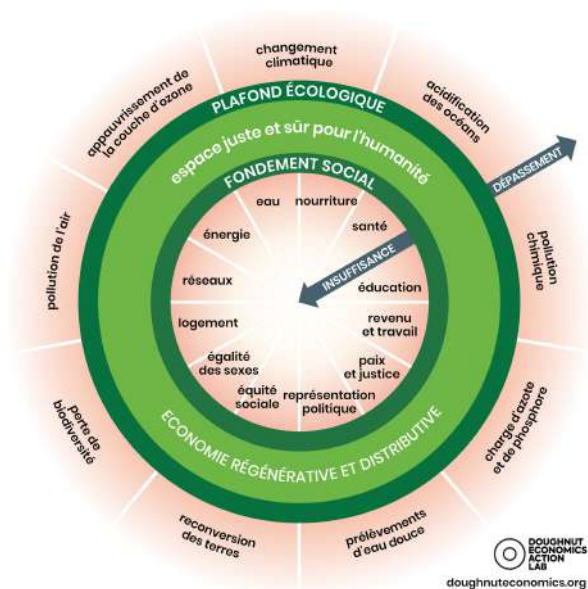 changement
climatique
acidification
des océans
DÉPASSEMENT
pollution
chimique
charge d'azote
et de phosphore
prélèvements
d'eau douce
reconversion
des terres
perte de
biodiversité
pollution de l'air
appauvrissement de
la couche d'ozone
PLAFOND ÉCOLOGIQUE
espace juste et sûr pour l'humanité
FONDEMENT SOCIAL
eau
nourriture
santé
INSUFFISANCE
éducation
revenu
et travail
paix
et justice
représentation
politique
équité
sociale
égalité
des sexes
logement
réseaux
énergie
ECONOMIE RÉGÉNÉRATIVE ET DISTRIBUTIVE
DOUGHNUT
ECONOMICS
ACTION
LAB
doughnuteconomics.org